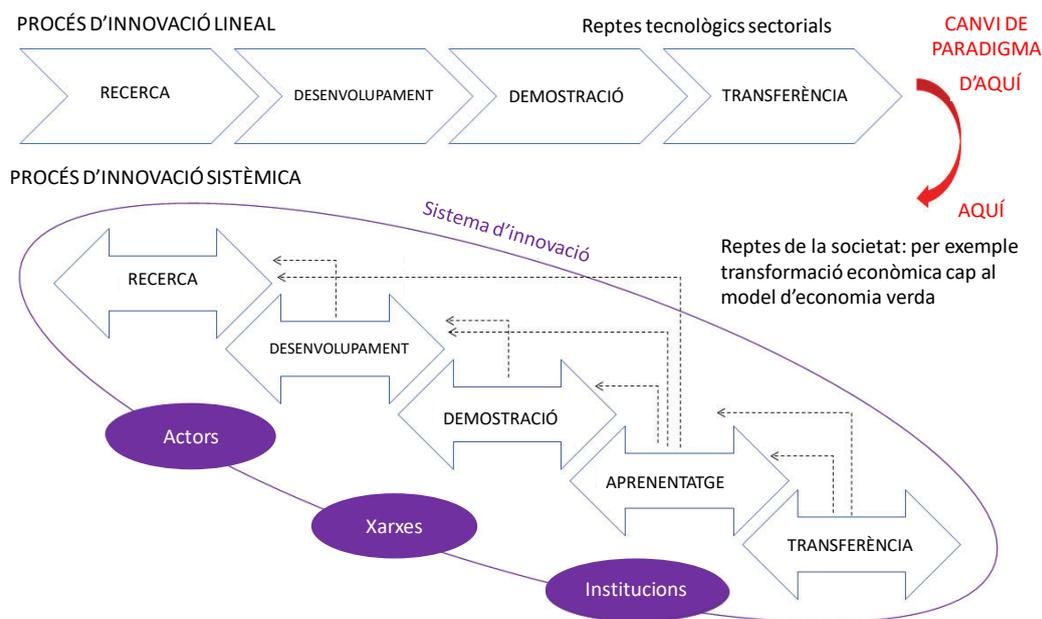 PROCÉS D’INNOVACIÓ LINEAL
Reptes tecnològics sectorials
CANVI DE
PARADIGMA
D’AQUÍ
RECERCA
DESENVOLUPAMENT
DEMOSTRACIÓ
TRANSFERÈNCIA
AQUÍ
PROCÉS D’INNOVACIÓ SISTÈMICA
Sistema d’innovació
Reptes de la societat: per exemple
transformació econòmica cap al
model d’economia verda
RECERCA
DESENVOLUPAMENT
DEMOSTRACIÓ
APRENENTATGE
TRANSFERÈNCIA
Actors
Xarxes
Institucions